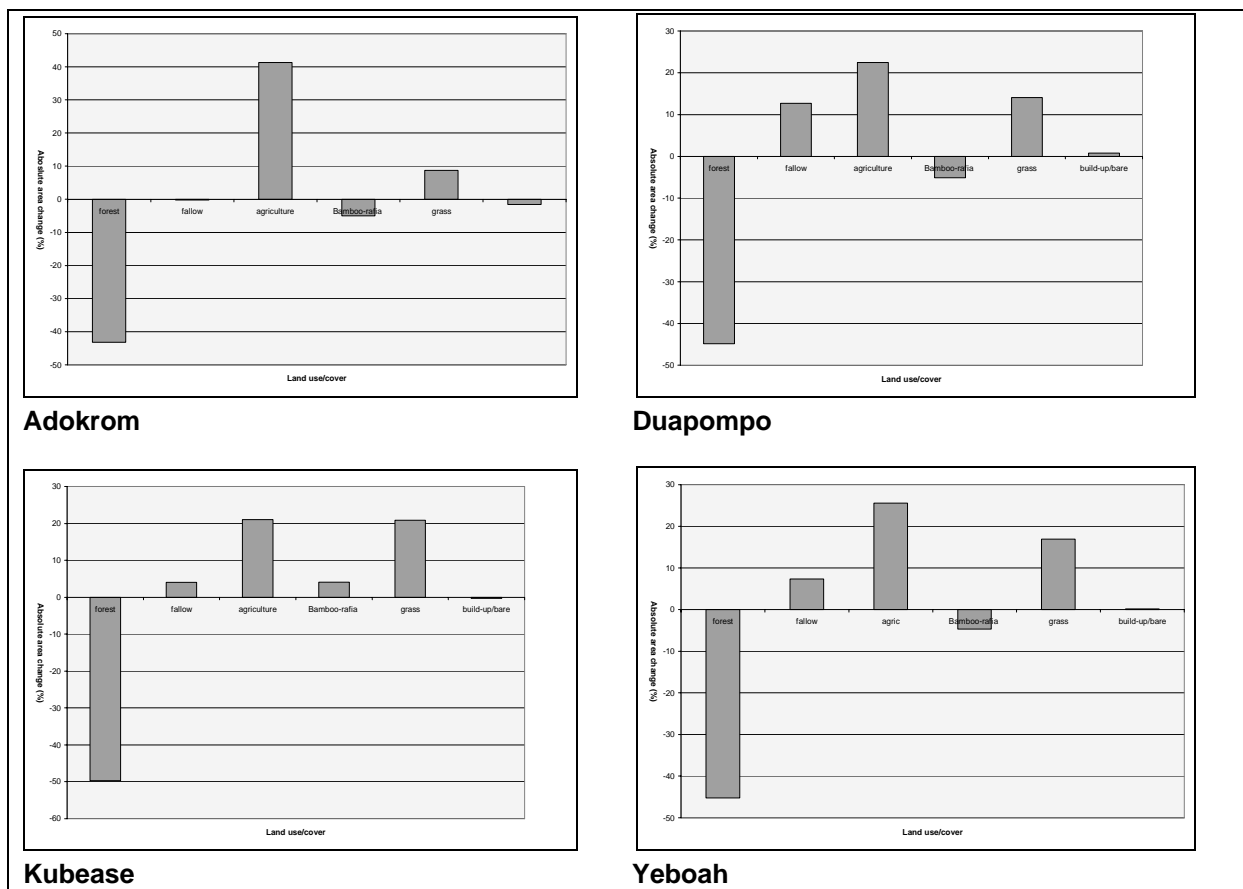 50
40
30
20
10
0
-10
-20
-30
-40
-50
Aboslute area change (%)
forest fallow agriculture Bamboo-rafia grass
Land use/cover
Adokrom
30
20
10
0
-10
-20
-30
-40
-50
Absolute area change (%)
forest fallow agriculture Bamboo-rafia grass build-up/bare
Land use/cover
Duapompo
30
20
10
0
-10
-20
-30
-40
-50
-60
Absolute area change (%)
forest fallow agriculture Bamboo-rafia grass build-up/bare
Land use/cover
Kubease
30
20
10
0
-10
-20
-30
-40
-50
Absolute area change (%)
forest fallow agric Bamboo-rafia grass build-up/bare
Land use/cover
Yeboah